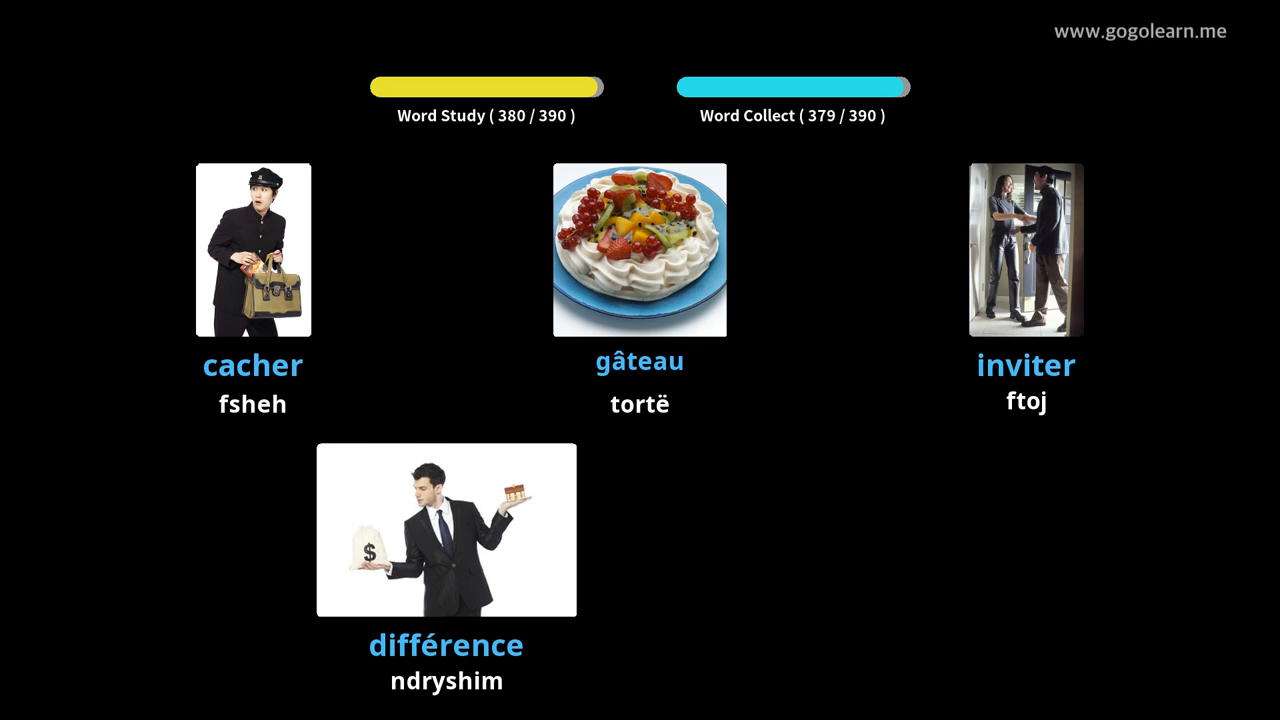 www.gogolearn.me
Word Study ( 380 / 390 )
Word Collect ( 379 / 390 )
cacher
fsheh
gâteau
tortë
inviter
ftoj
$
différence
ndryshim